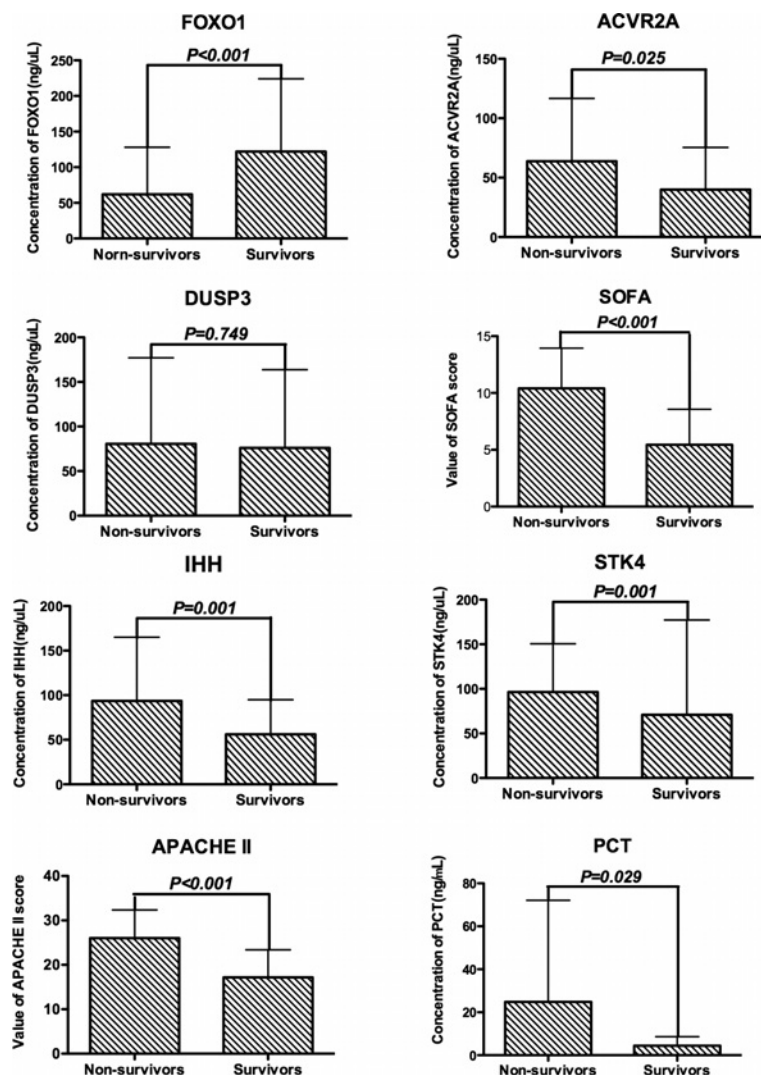 FOXO1
P<0.001
Concentration of FOXO1(ng/uL)
250
200
150
100
50
0
Norn-survivors
Survivors
ACVR2A
P=0.025
Concentration of ACVR2A(ng/uL)
150
100
50
0
Non-survivors
Survivors
DUSP3
P=0.749
Concentration of DUSP3(ng/uL)
200
150
100
50
0
Non-survivors
Survivors
SOFA
P<0.001
Value of SOFA score
15
10
5
0
Non-survivors
Survivors
IHH
P=0.001
Concentration of IHH(ng/uL)
200
150
100
50
0
Non-survivors
Survivors
STK4
P=0.001
Concentration of STK4(ng/uL)
200
150
100
50
0
Non-survivors
Survivors
APACHE II
P<0.001
Value of APACHE II score
40
30
20
10
0
Non-survivors
Survivors
PCT
P=0.029
Concentration of PCT(ng/mL)
80
60
40
20
0
Non-survivors
Survivors